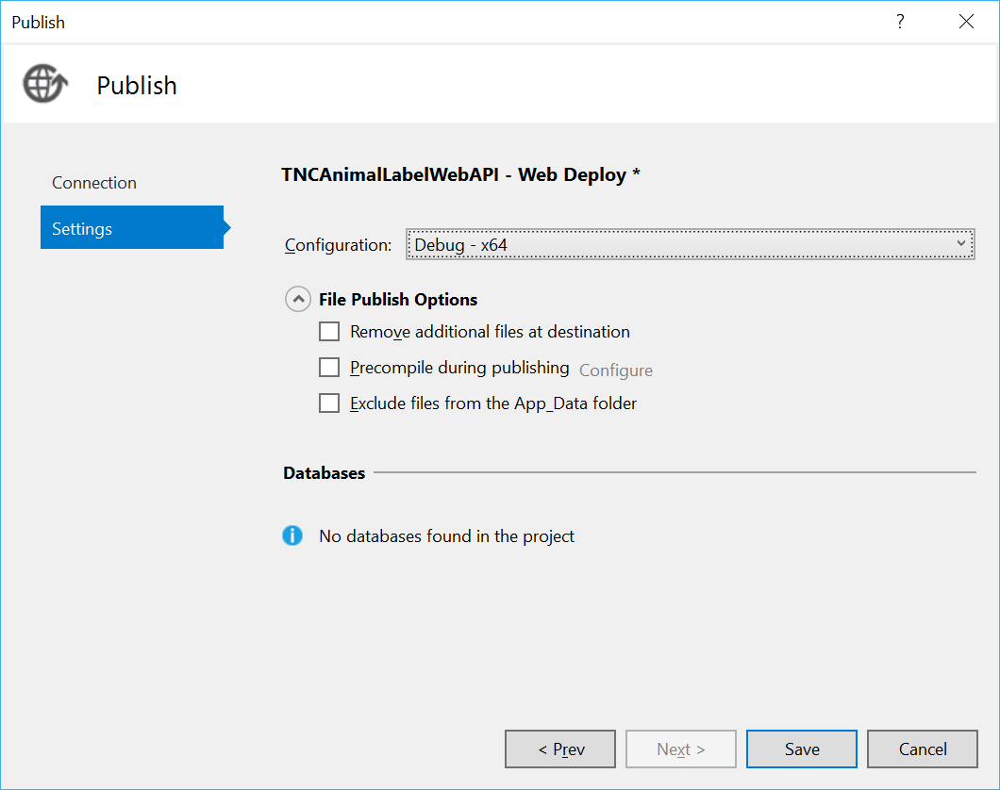 Publish
?
Publish
Connection
Settings
TNCAnimalLabelWebAPI - Web Deploy *
Configuration: Debug - x64
File Publish Options
Remove additional files at destination
Precompile during publishing Configure
Exclude files from the App_Data folder
Databases
No databases found in the project
< Prev Next > Save Cancel